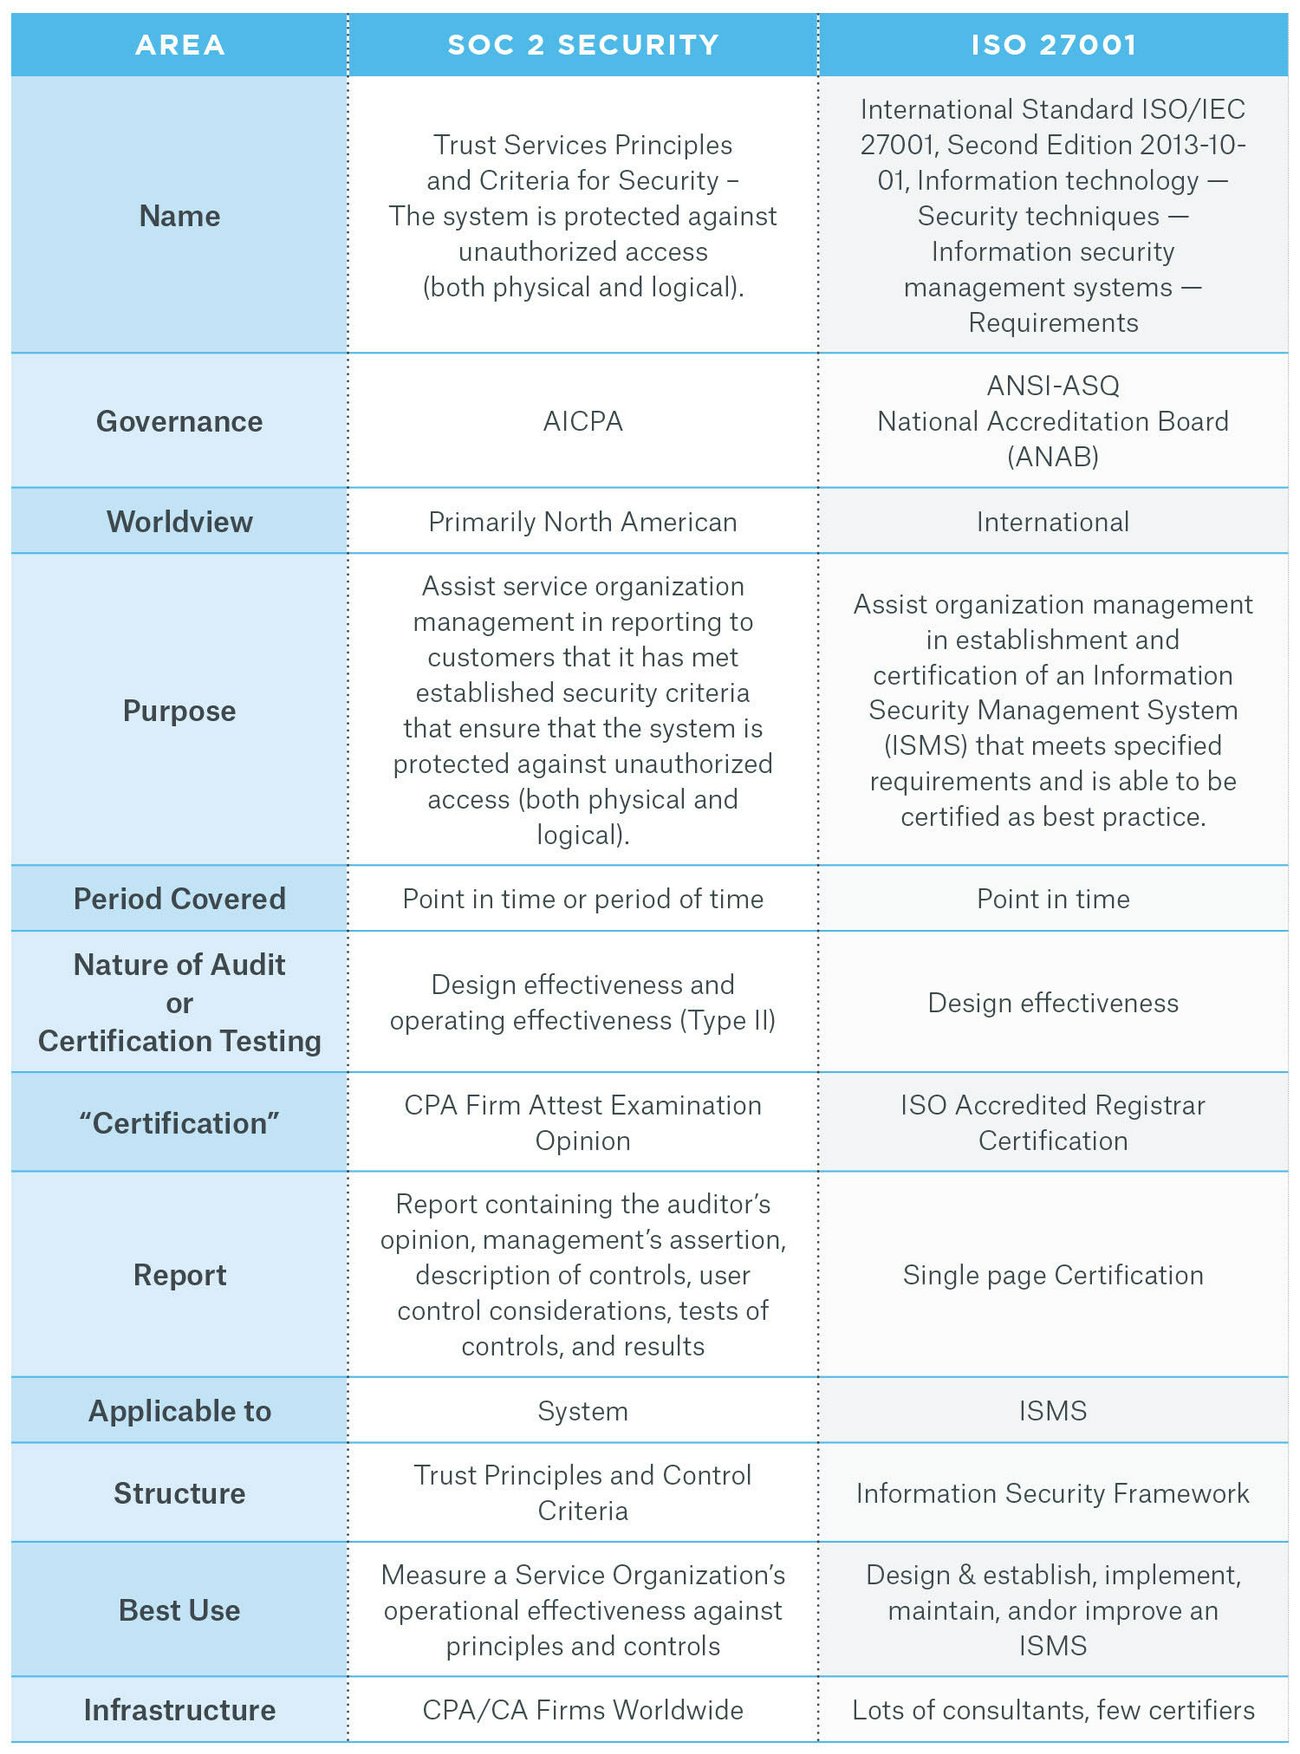 AREA
SOC 2 SECURITY
ISO 27001
Name
Trust Services Principles
and Criteria for Security –
The system is protected against
unauthorized access
(both physical and logical).
International Standard ISO/IEC
27001, Second Edition 2013-10-
01, Information technology —
Security techniques —
Information security
management systems —
Requirements
Governance
AICPA
ANSI-ASQ
National Accreditation Board
(ANAB)
Worldview
Primarily North American
International
Purpose
Assist service organization
management in reporting to
customers that it has met
established security criteria
that ensure that the system is
protected against unauthorized
access (both physical and
logical).
Assist organization management
in establishment and
certification of an Information
Security Management System
(ISMS) that meets specified
requirements and is able to be
certified as best practice.
Period Covered
Point in time or period of time
Point in time
Nature of Audit
or
Certification Testing
Design effectiveness and
operating effectiveness (Type II)
Design effectiveness
“Certification”
CPA Firm Attest Examination
Opinion
ISO Accredited Registrar
Certification
Report
Report containing the auditor’s
opinion, management’s assertion,
description of controls, user
control considerations, tests of
controls, and results
Single page Certification
Applicable to
System
ISMS
Structure
Trust Principles and Control
Criteria
Information Security Framework
Best Use
Measure a Service Organization’s
operational effectiveness against
principles and controls
Design & establish, implement,
maintain, andor improve an
ISMS
Infrastructure
CPA/CA Firms Worldwide
Lots of consultants, few certifiers